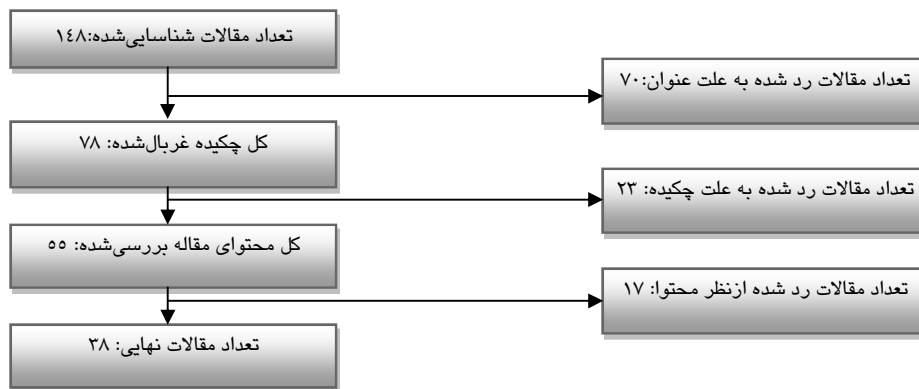 تعداد مقالات شناسایی‌شده:۱٤۸
تعداد مقالات رد شده به علت عنوان:۷۰
کل چکیده غربال‌شده: ۷۸
تعداد مقالات رد شده به علت چکیده: ۲۳
کل محتوای مقاله بررسی‌شده: ٥٥
تعداد مقالات رد شده ازنظر محتوا: ۱۷
تعداد مقالات نهایی: ۳۸